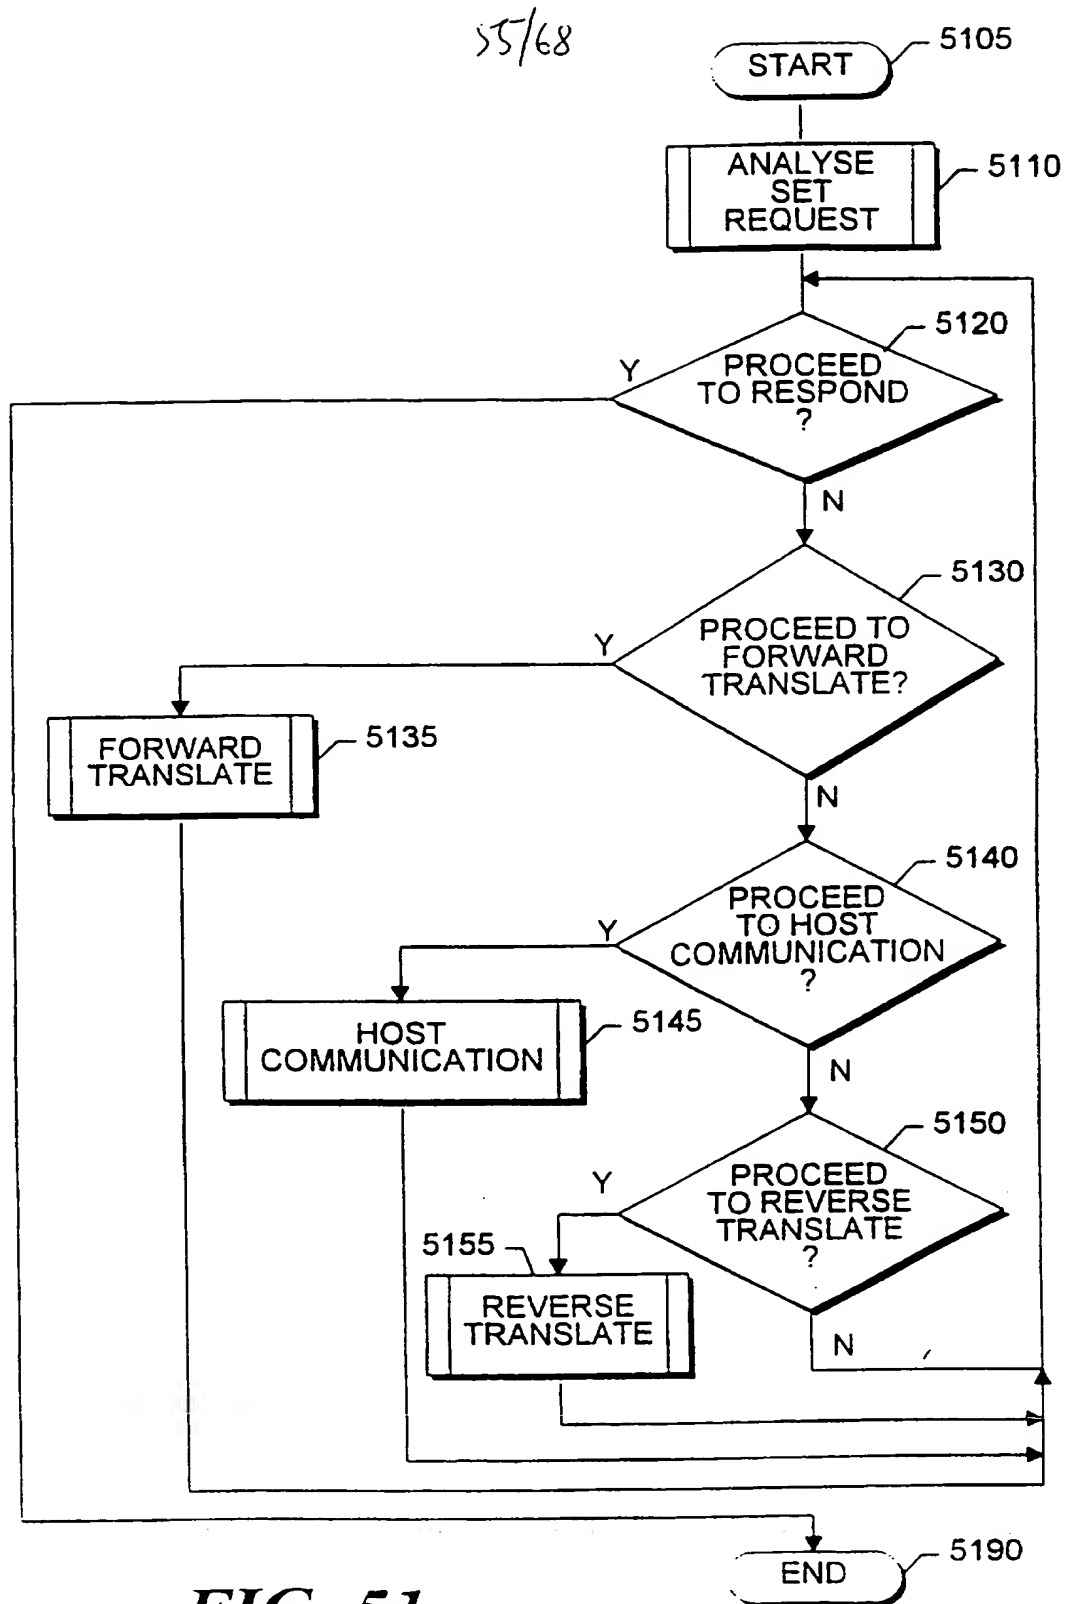 55/68
START
5105
ANALYSE
SET
REQUEST
5110
5120
Y
PROCEED
TO RESPOND
?
N
5130
Y
PROCEED TO
FORWARD
TRANSLATE?
N
FORWARD
TRANSLATE
5135
5140
Y
PROCEED
TO HOST
COMMUNICATION
?
N
HOST
COMMUNICATION
5145
5150
Y
PROCEED
TO REVERSE
TRANSLATE
?
N
5155
REVERSE
TRANSLATE
END
5190
FIG. 51